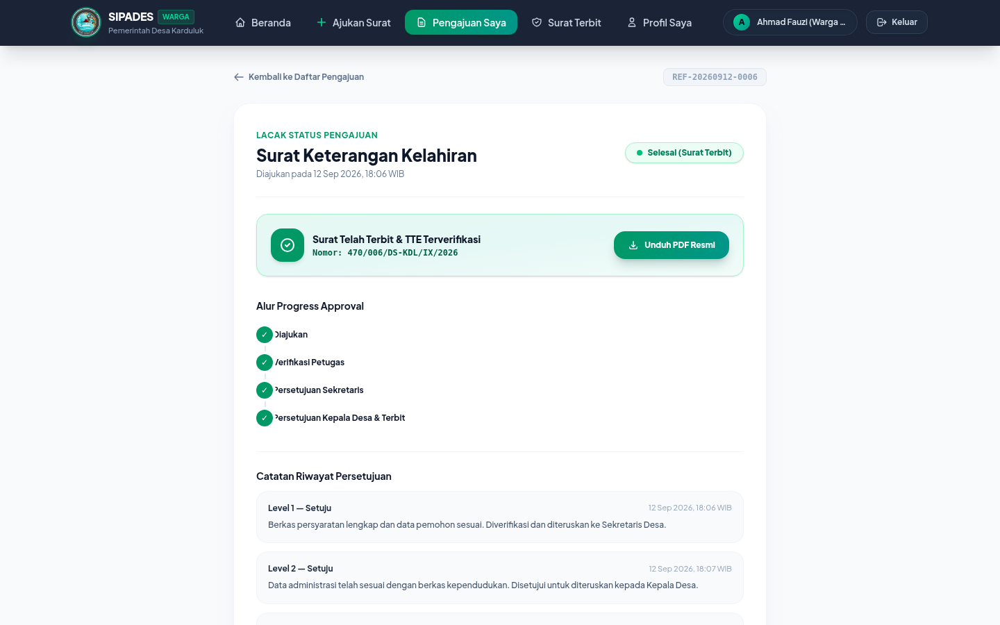 SIPADES WARGA
Pemerintah Desa Karduluk
Beranda
Ajukan Surat
Pengajuan Saya
Surat Terbit
Profil Saya
A
Ahmad Fauzi (Warga ...
Keluar
Kembali ke Daftar Pengajuan
REF-20260912-0006
LACAK STATUS PENGAJUAN
Surat Keterangan Kelahiran
Diajukan pada 12 Sep 2026, 18:06 WIB
Selesai (Surat Terbit)
Surat Telah Terbit & TTE Terverifikasi
Nomor: 470/006/DS-KDL/IX/2026
Unduh PDF Resmi
Alur Progress Approval
✓ Diajukan
✓ Verifikasi Petugas
✓ Persetujuan Sekretaris
✓ Persetujuan Kepala Desa & Terbit
Catatan Riwayat Persetujuan
Level 1 — Setuju
12 Sep 2026, 18:06 WIB
Berkas persyaratan lengkap dan data pemohon sesuai. Diverifikasi dan diteruskan ke Sekretaris Desa.
Level 2 — Setuju
12 Sep 2026, 18:07 WIB
Data administrasi telah sesuai dengan berkas kependudukan. Disetujui untuk diteruskan kepada Kepala Desa.